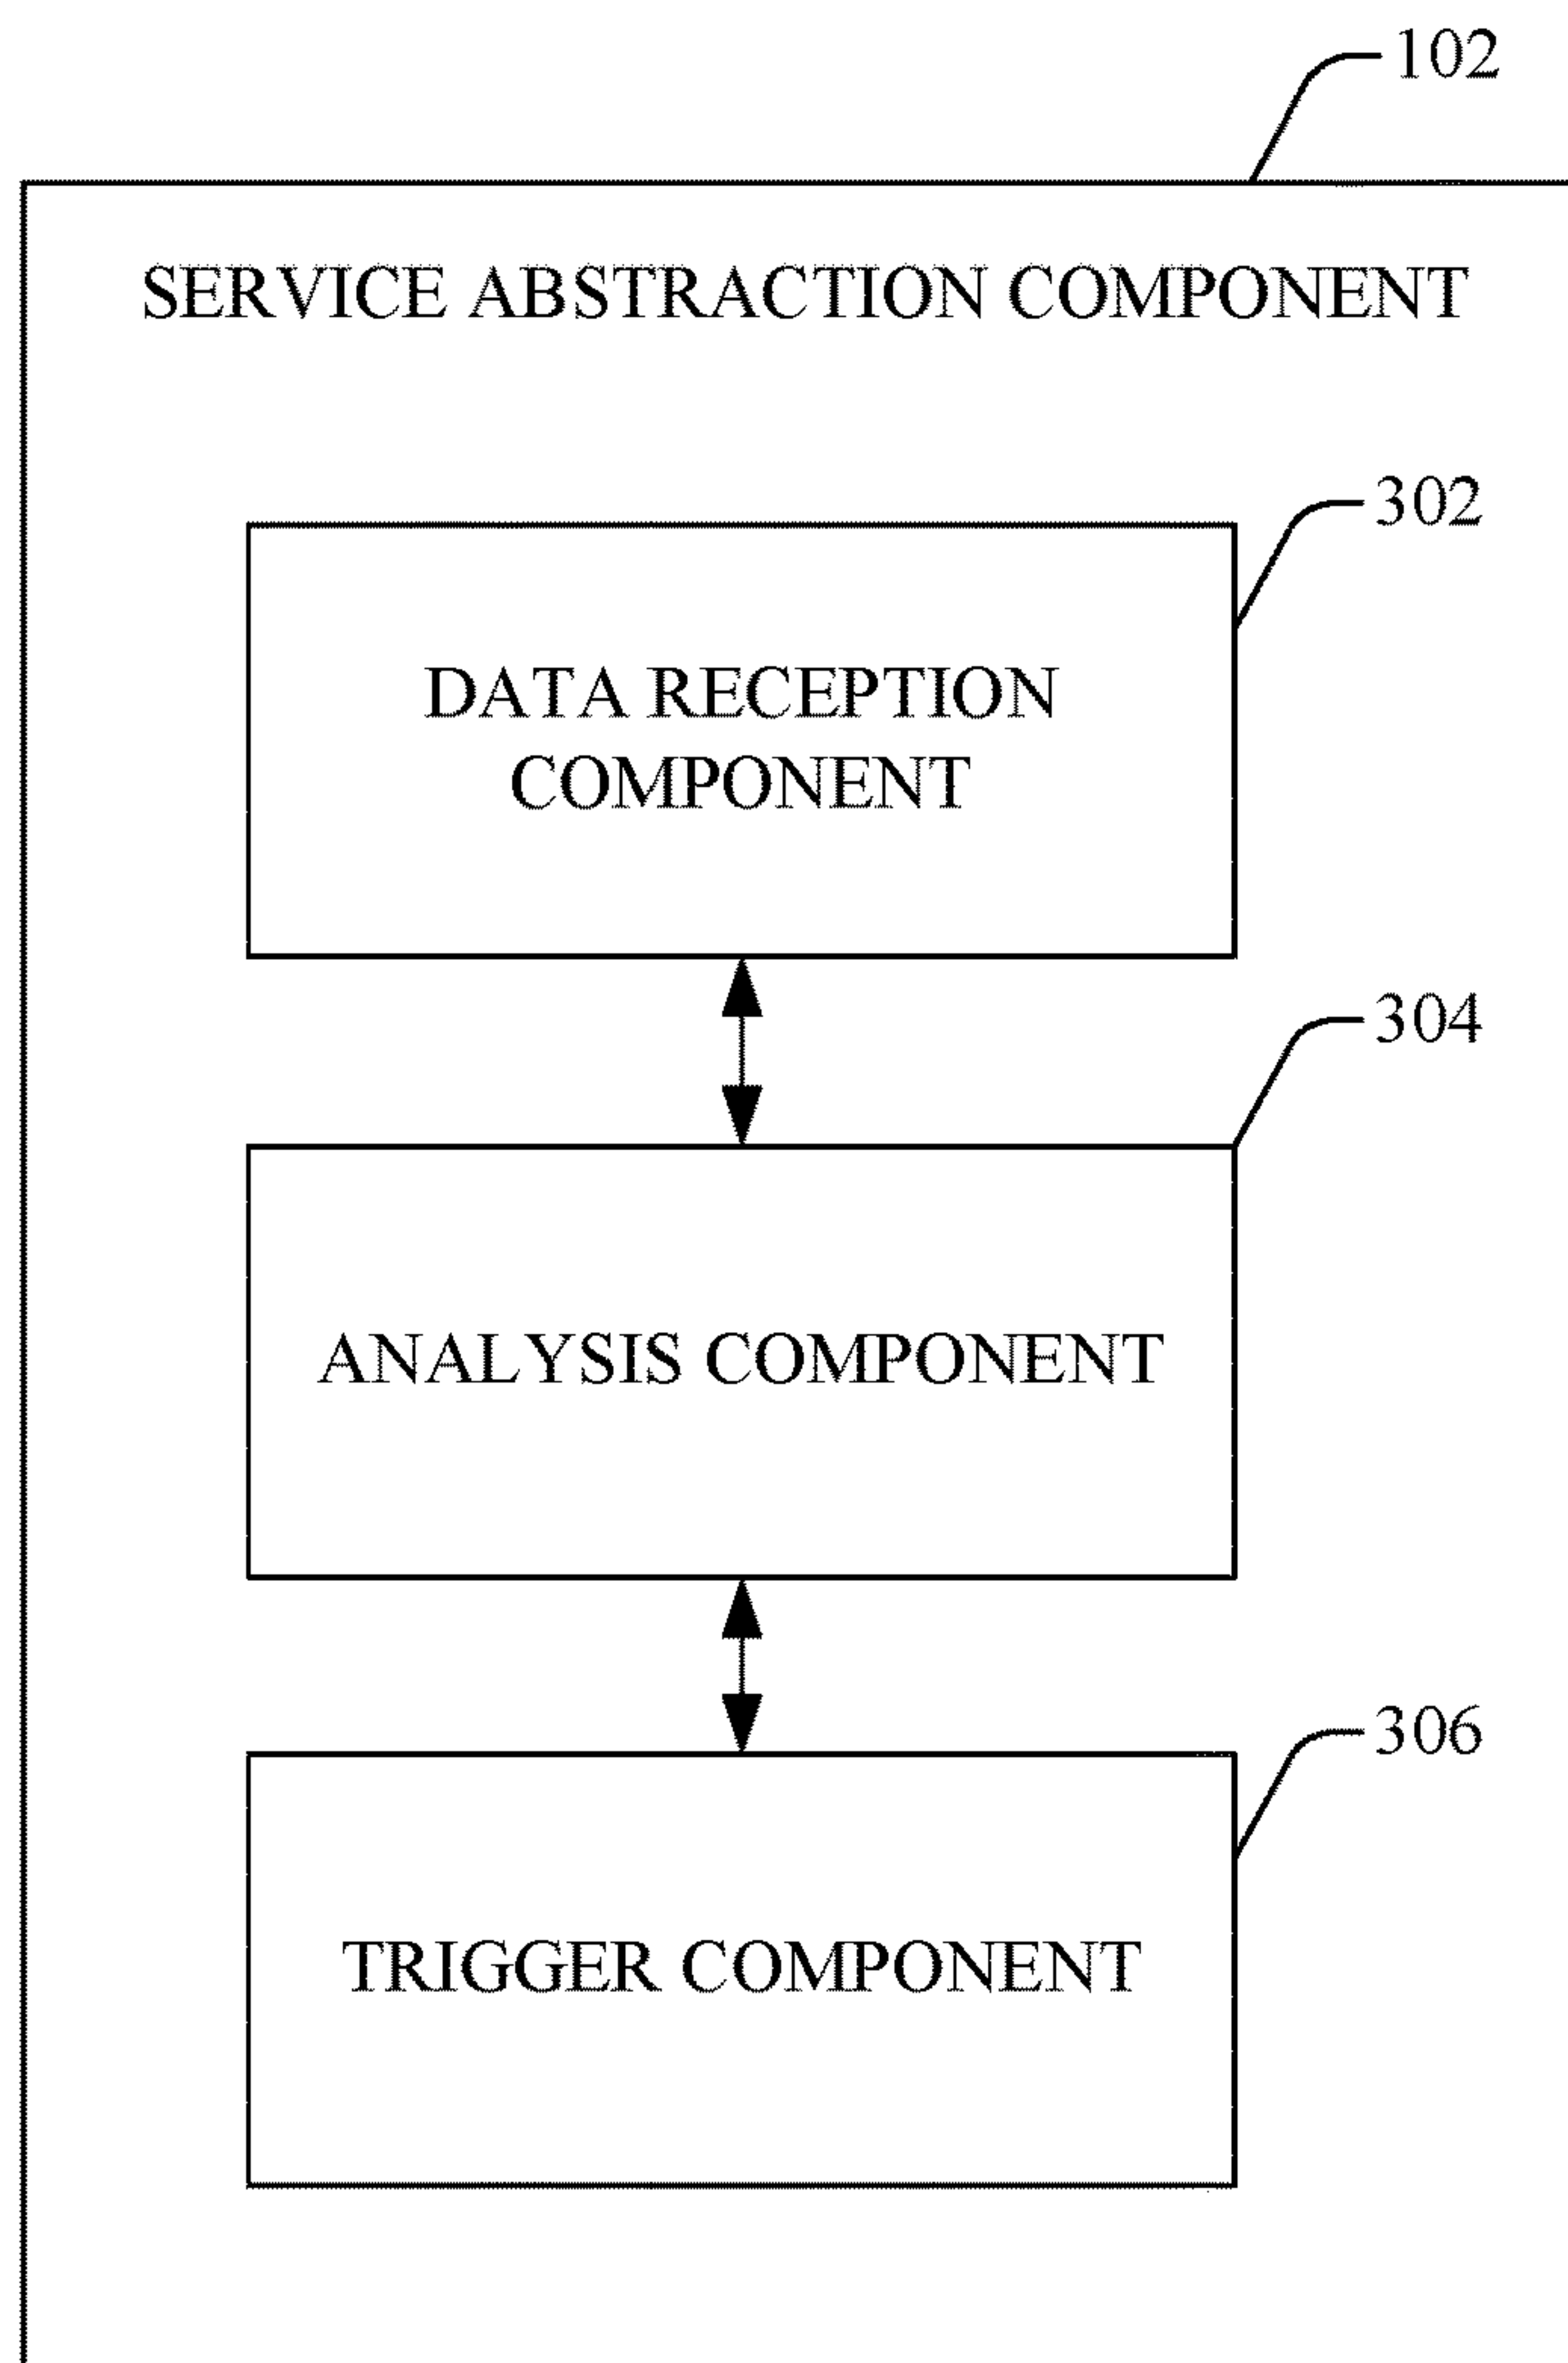 102
SERVICE ABSTRACTION COMPONENT
302
DATA RECEPTION
COMPONENT
304
ANALYSIS COMPONENT
306
TRIGGER COMPONENT